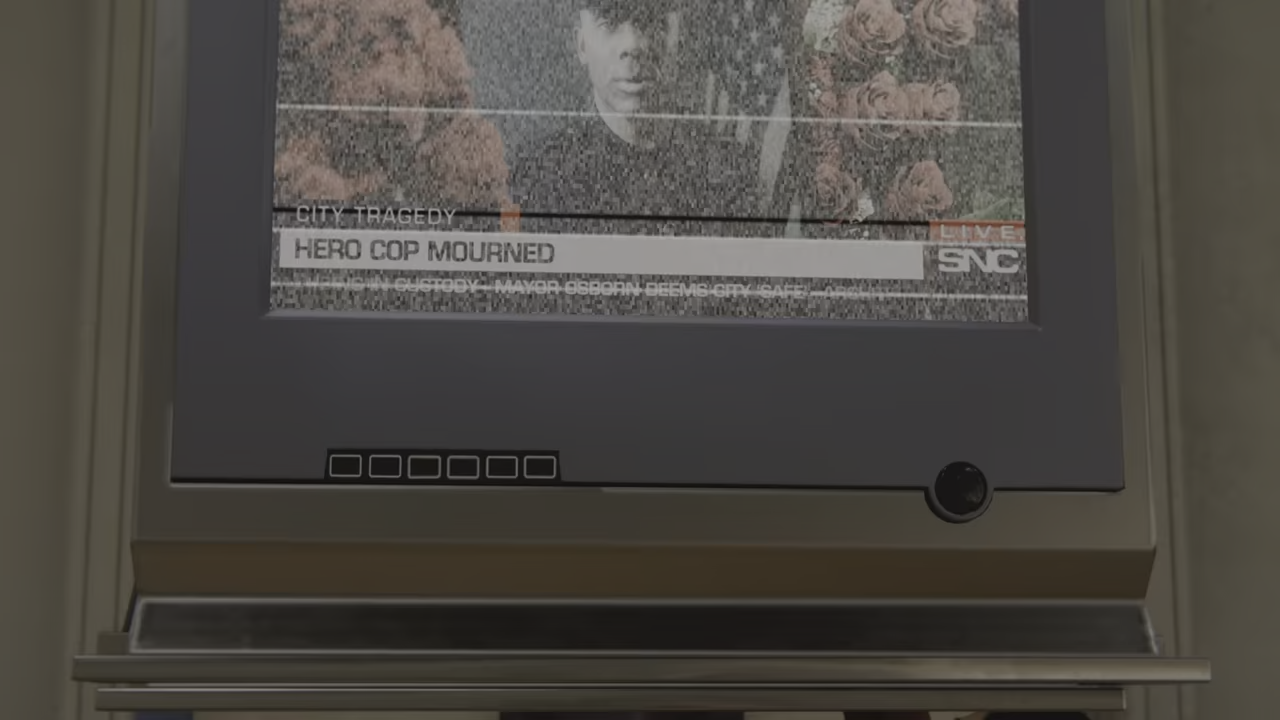 CITY TRAGEDY
LIVE
HERO COP MOURNED
SNC
IN CUSTODY - MAYOR OSBORN DEEMS CITY 'SAFE'